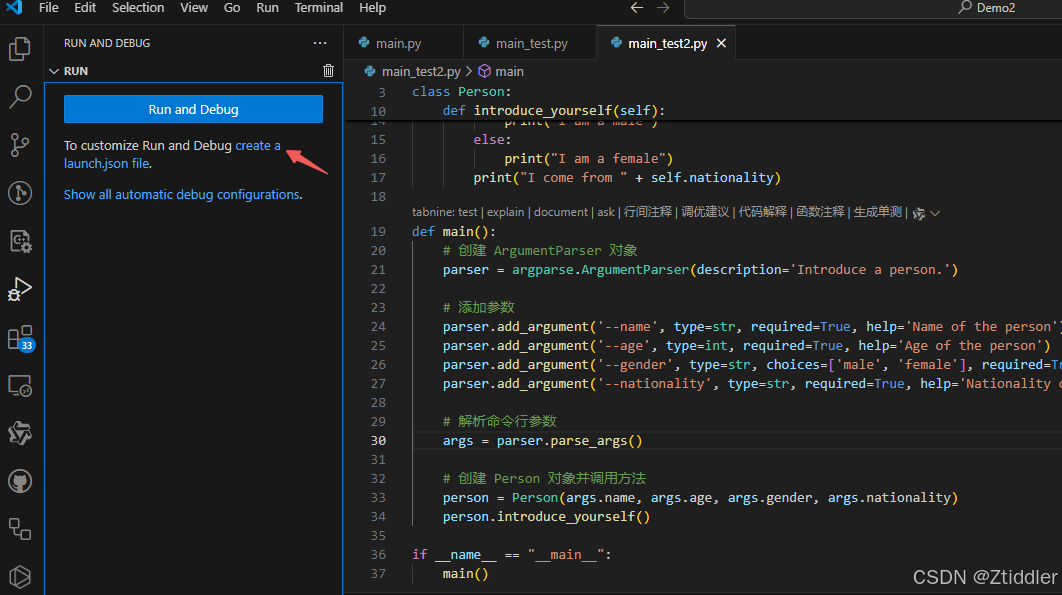 File Edit Selection View Go Run Terminal Help
Demo2
RUN AND DEBUG
RUN
Run and Debug
To customize Run and Debug create a
launch.json file.
Show all automatic debug configurations.
33
main.py
main_test.py
main_test2.py
main_test2.py > main
3 class Person:
10 def introduce_yourself(self):
14 print("I am a male")
15 else:
16 print("I am a female")
17 print("I come from " + self.nationality)
18
tabnine: test | explain | document | ask | 行间注释 | 调优建议 | 代码解释 | 函数注释 | 生成单测 |
19 def main():
20 # 创建 ArgumentParser 对象
21 parser = argparse.ArgumentParser(description='Introduce a person.')
22
23 # 添加参数
24 parser.add_argument('--name', type=str, required=True, help='Name of the person')
25 parser.add_argument('--age', type=int, required=True, help='Age of the person')
26 parser.add_argument('--gender', type=str, choices=['male', 'female'], required=Tr
27 parser.add_argument('--nationality', type=str, required=True, help='Nationality o
28
29 # 解析命令行参数
30 args = parser.parse_args()
31
32 # 创建 Person 对象并调用方法
33 person = Person(args.name, args.age, args.gender, args.nationality)
34 person.introduce_yourself()
35
36 if __name__ == "__main__":
37 main()
CSDN @Ztiddler